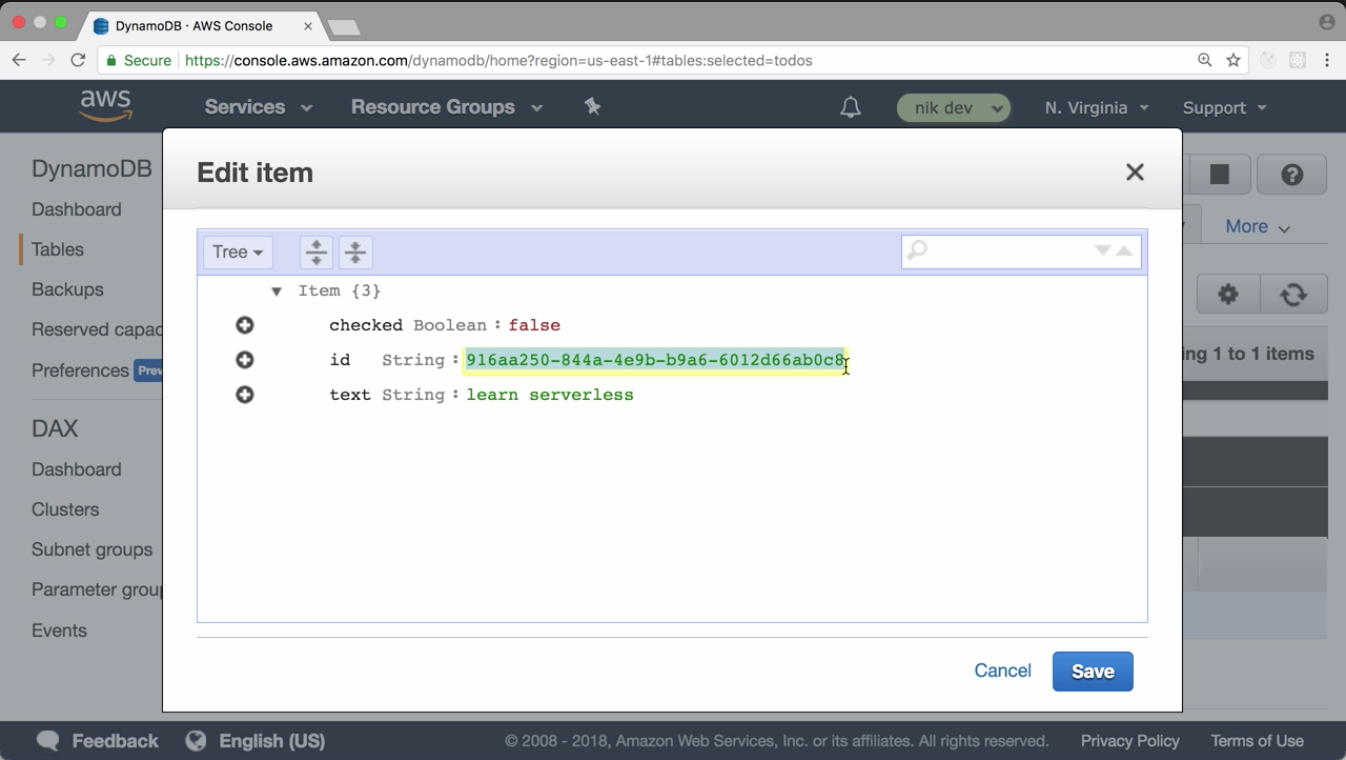 DynamoDB · AWS Console
Secure https://console.aws.amazon.com/dynamodb/home?region=us-east-1#tables:selected=todos
aws Services Resource Groups nik dev N. Virginia Support
DynamoDB
Dashboard
Tables
Backups
Reserved capac
Preferences Prev
DAX
Dashboard
Clusters
Subnet groups
Parameter group
Events
Edit item
Tree
Item {3}
checked Boolean : false
id String : 916aa250-844a-4e9b-b9a6-6012d66ab0c8
text String : learn serverless
Cancel Save
More
ing 1 to 1 items
Feedback English (US) © 2008 - 2018, Amazon Web Services, Inc. or its affiliates. All rights reserved. Privacy Policy Terms of Use